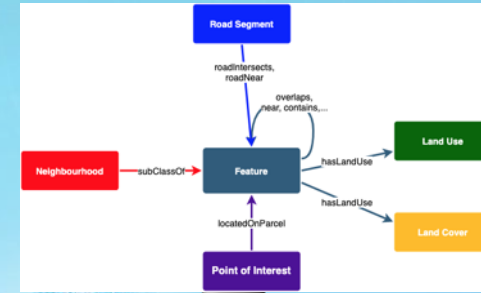 Road Segment
roadIntersects,
roadNear
overlaps,
near, contains,...
Land Use
hasLandUse
Neighbourhood
subClassOf
Feature
hasLandUse
locatedOnParcel
Land Cover
Point of Interest